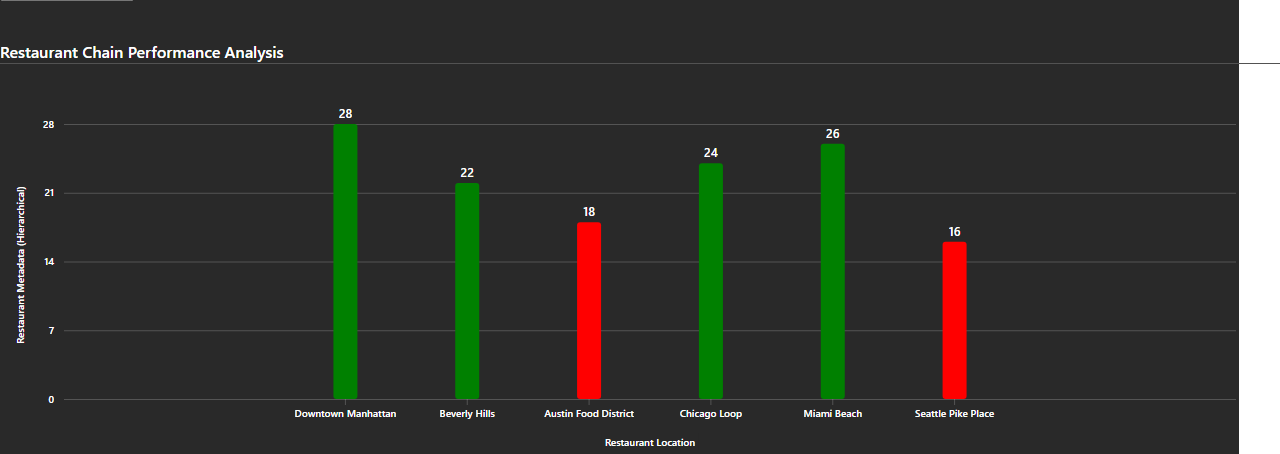 Restaurant Chain Performance Analysis
28
22
18
24
26
16
28
21
14
7
0
Restaurant Metadata (Hierarchical)
Downtown Manhattan
Beverly Hills
Austin Food District
Chicago Loop
Miami Beach
Seattle Pike Place
Restaurant Location